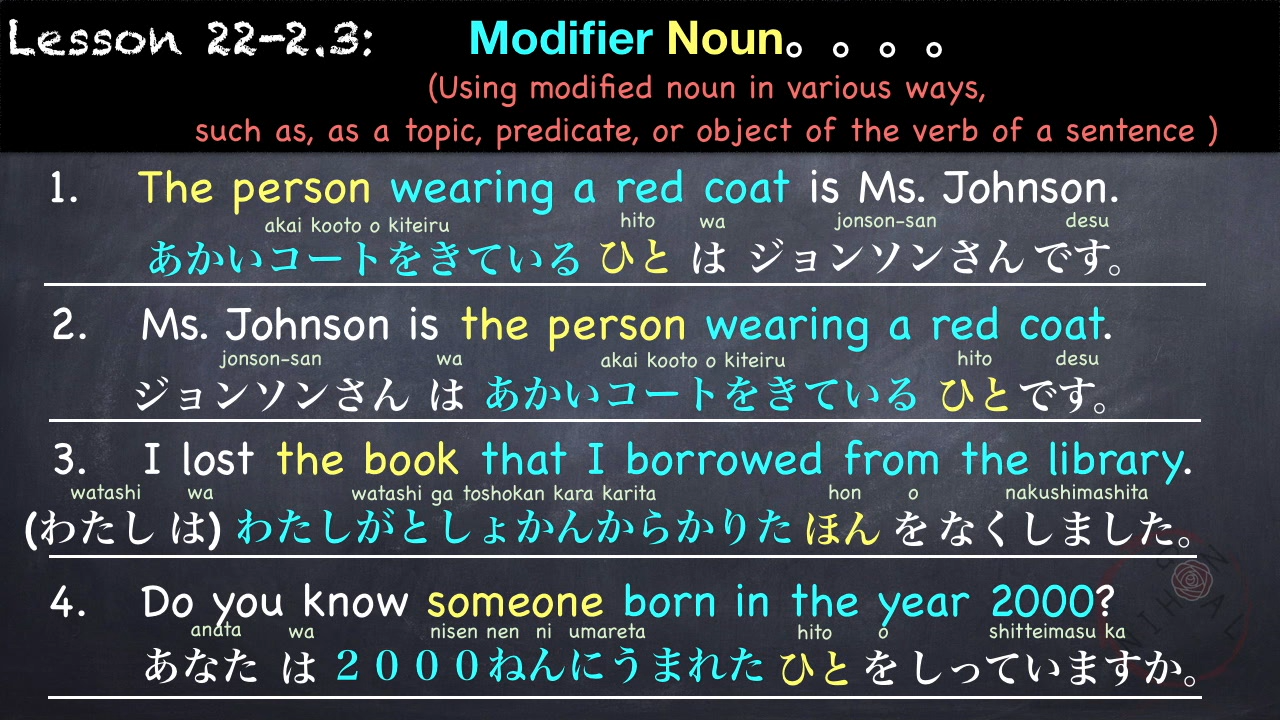 Lesson 22-2.3: Modifier Noun。。。。
(Using modified noun in various ways,
such as, as a topic, predicate, or object of the verb of a sentence )
1. The person wearing a red coat is Ms. Johnson.
akai kooto o kiteiru hito wa jonson-san desu
あかいコートをきている ひと は ジョンソンさん です。
2. Ms. Johnson is the person wearing a red coat.
jonson-san wa akai kooto o kiteiru hito desu
ジョンソンさん は あかいコートをきている ひと です。
3. I lost the book that I borrowed from the library.
watashi wa watashi ga toshokan kara karita hon o nakushimashita
(わたし は) わたしがとしょかんからかりた ほん を なくしました。
4. Do you know someone born in the year 2000?
anata wa nisen nen ni umareta hito o shitteimasu ka
あなた は 2000ねんにうまれた ひと を しっていますか。